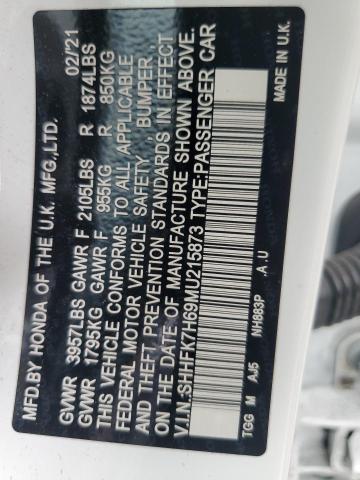 MFD.BY HONDA OF THE U.K. MFG.,LTD. 02/'21
GVWR 3957LBS GAWR F 2105LBS R 1874LBS
GVWR 1795KG GAWR F 955KG R 850KG
THIS VEHICLE CONFORMS TO ALL APPLICABLE
FEDERAL MOTOR VEHICLE SAFETY, BUMPER,
AND THEFT PREVENTION STANDARDS IN EFFECT
ON THE DATE OF MANUFACTURE SHOWN ABOVE.
V.I.N.:SHHFK7H69MU215873 TYPE:PASSENGER CAR
NH883P A.U MADE IN U.K.
TGG M AJ5